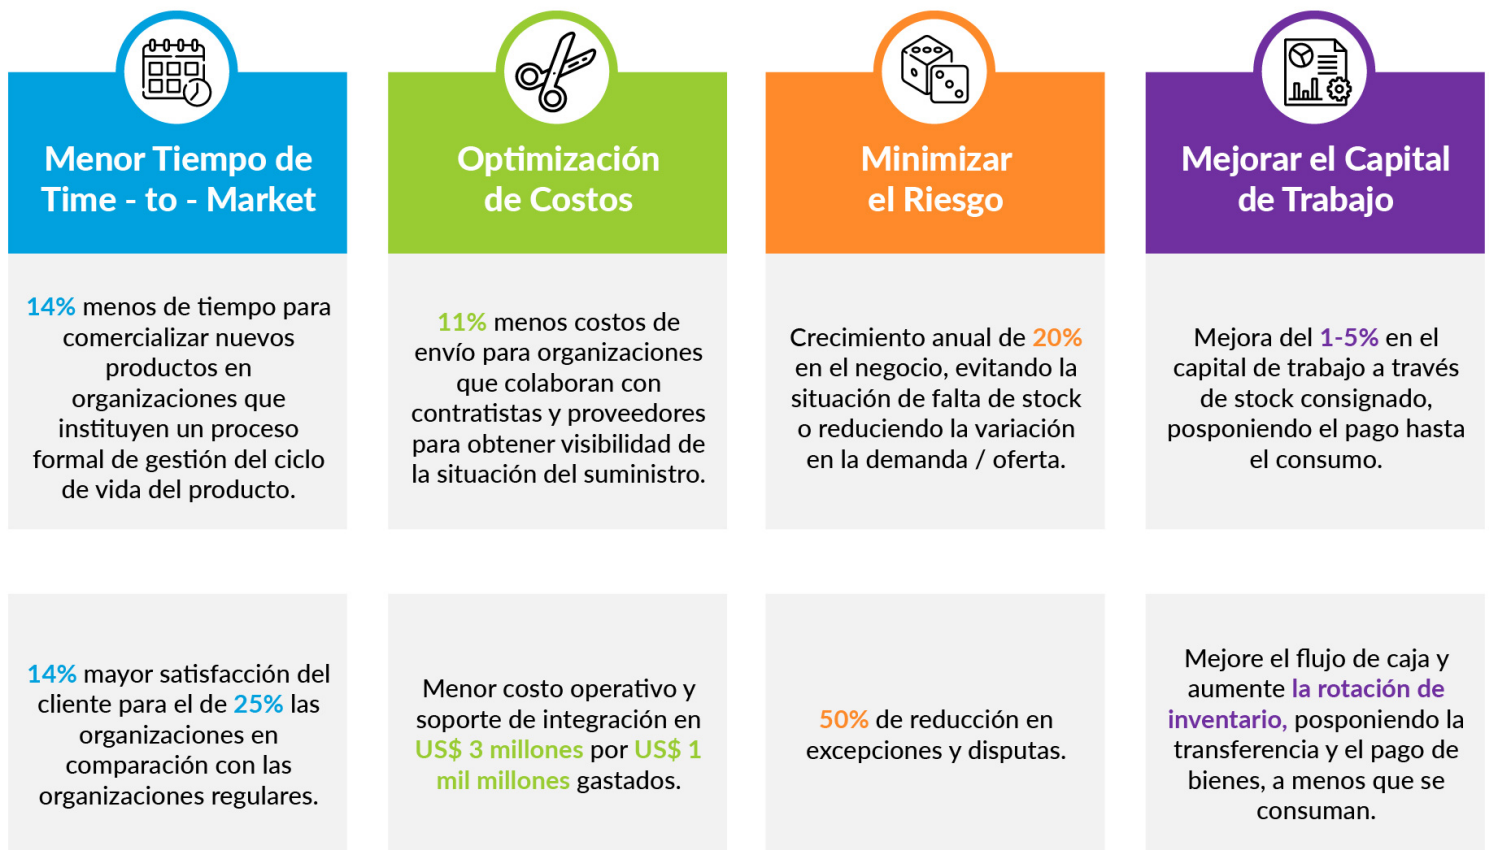 Menor Tiempo de
Time - to - Market
14% menos de tiempo para
comercializar nuevos
productos en
organizaciones que
instituyen un proceso
formal de gestión del ciclo
de vida del producto.
14% mayor satisfacción del
cliente para el de 25% las
organizaciones en
comparación con las
organizaciones regulares.
Optimización
de Costos
11% menos costos de
envío para organizaciones
que colaboran con
contratistas y proveedores
para obtener visibilidad de
la situación del suministro.
Menor costo operativo y
soporte de integración en
US$ 3 millones por US$ 1
mil millones gastados.
Minimizar
el Riesgo
Crecimiento anual de 20%
en el negocio, evitando la
situación de falta de stock
o reduciendo la variación
en la demanda / oferta.
50% de reducción en
excepciones y disputas.
Mejorar el Capital
de Trabajo
Mejora del 1-5% en el
capital de trabajo a través
de stock consignado,
posponiendo el pago hasta
el consumo.
Mejore el flujo de caja y
aumente la rotación de
inventario, posponiendo la
transferencia y el pago de
bienes, a menos que se
consuman.